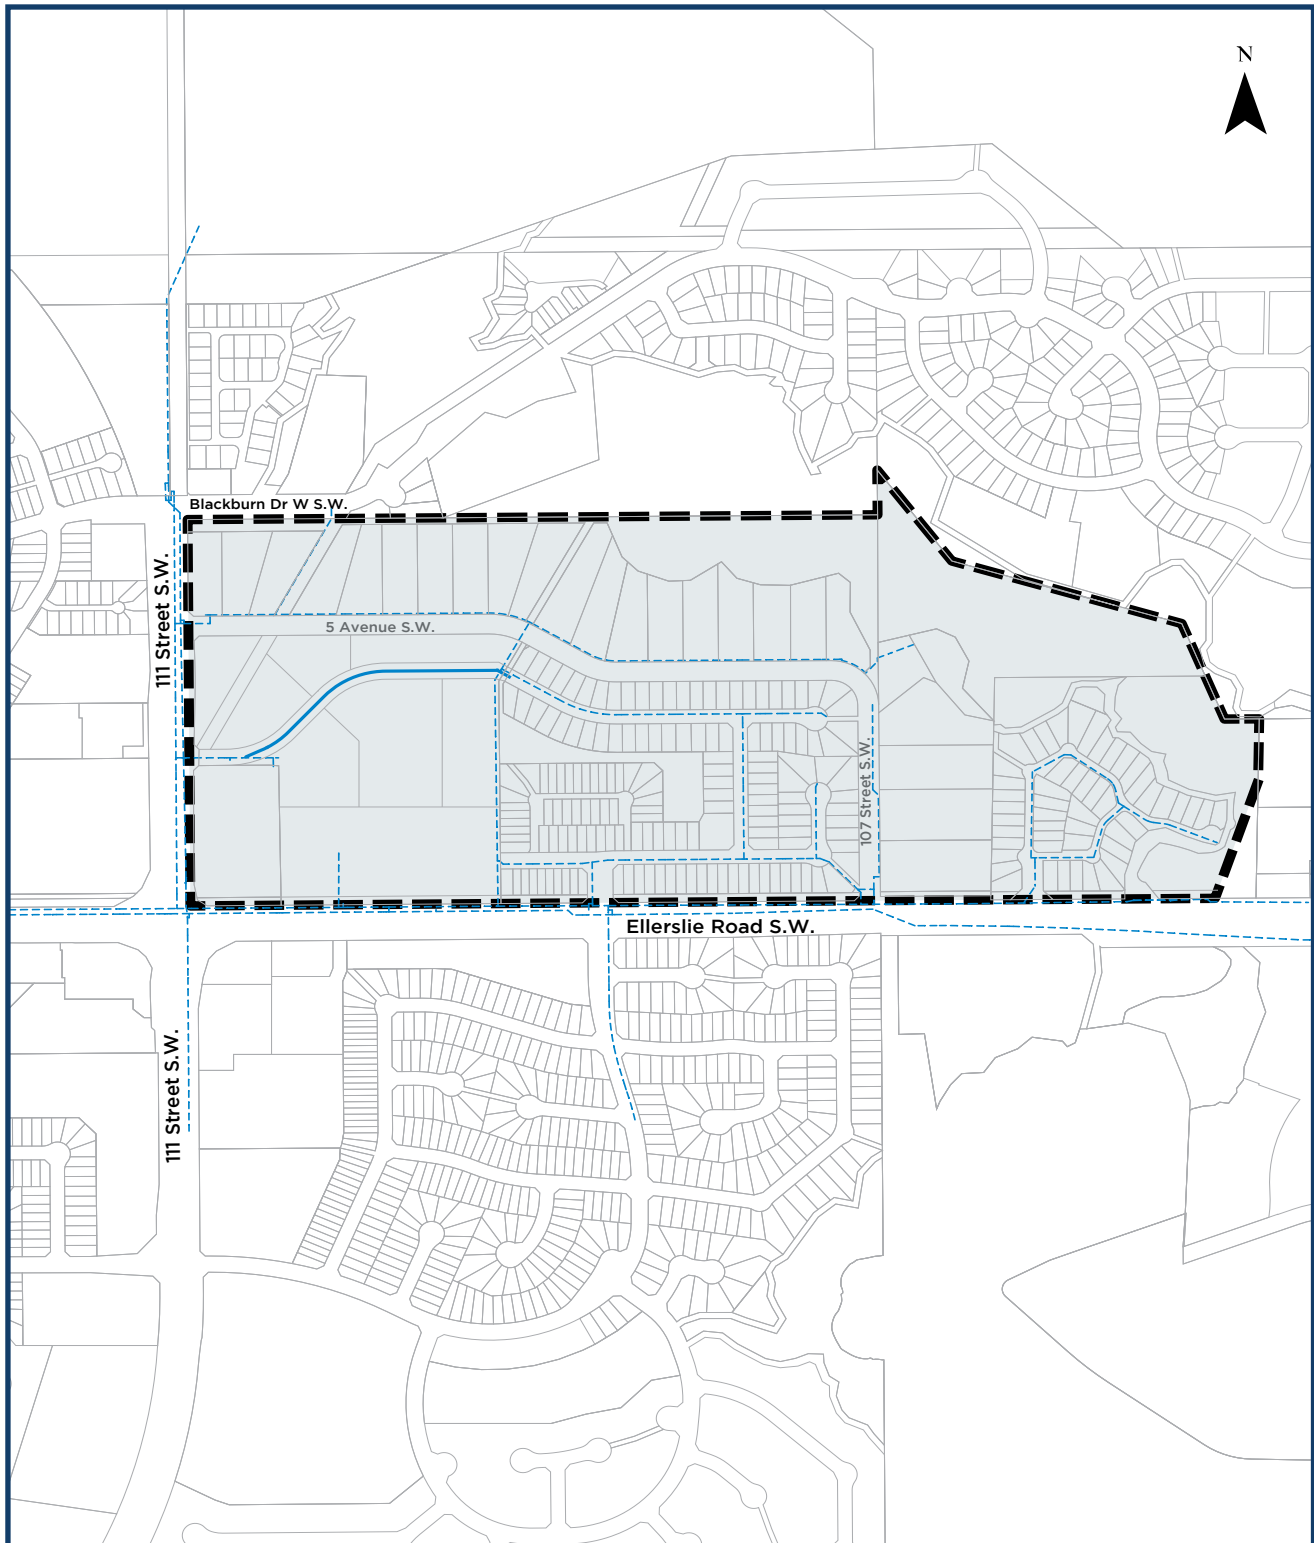 N
Blackburn Dr W S.W.
111 Street S.W.
5 Avenue S.W.
107 Street S.W.
Ellerslie Road S.W.
111 Street S.W.